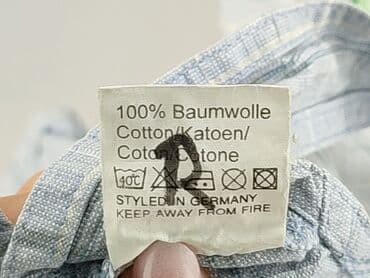 100% Baumwolle
Cotton/Katoen/
Coton/Cotone
R
40°C
STYLED IN GERMANY
KEEP AWAY FROM FIRE